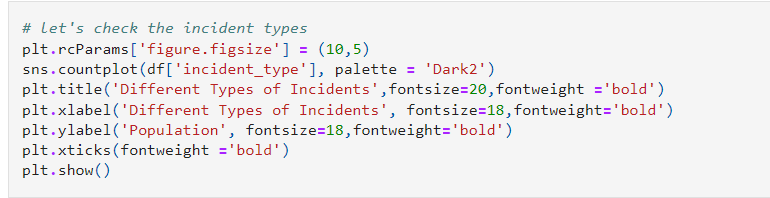 # let's check the incident types
plt.rcParams['figure.figsize'] = (10,5)
sns.countplot(df['incident_type'], palette = 'Dark2')
plt.title('Different Types of Incidents',fontsize=20,fontweight ='bold')
plt.xlabel('Different Types of Incidents', fontsize=18,fontweight='bold')
plt.ylabel('Population', fontsize=18,fontweight='bold')
plt.xticks(fontweight ='bold')
plt.show()